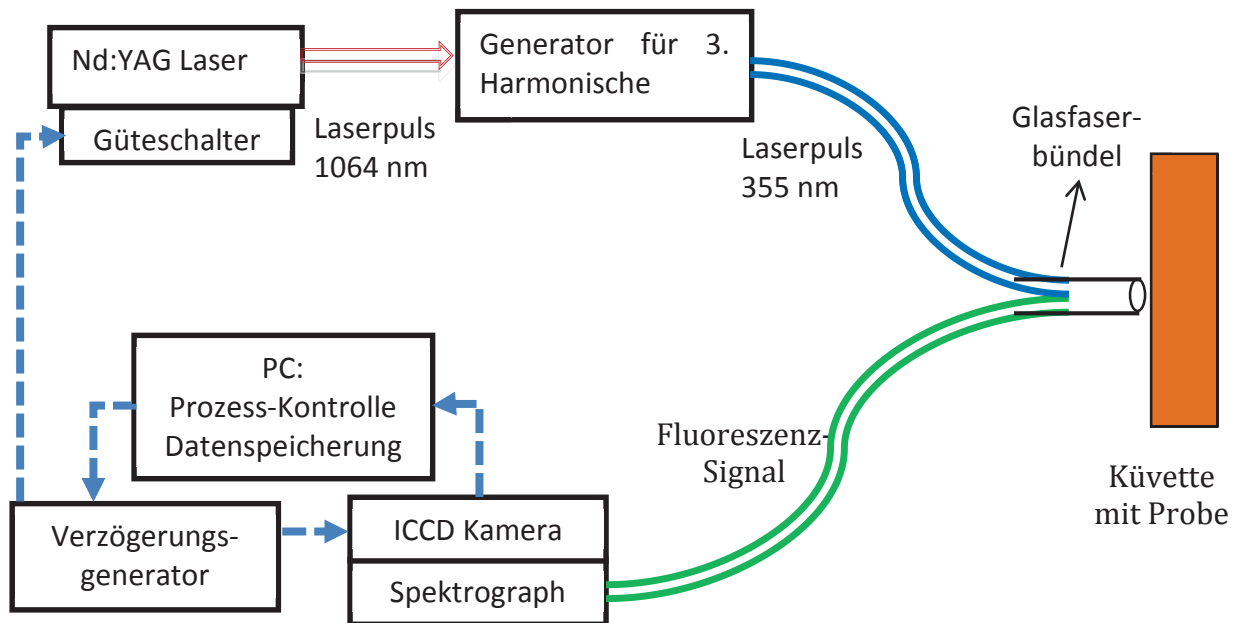 Nd:YAG Laser
Güteschalter
Laserpuls
1064 nm
Generator für 3.
Harmonische
Laserpuls
355 nm
Glasfaser-
bündel
PC:
Prozess-Kontrolle
Datenspeicherung
Verzögerungs-
generator
ICCD Kamera
Spektrograph
Fluoreszenz-
Signal
Küvette
mit Probe